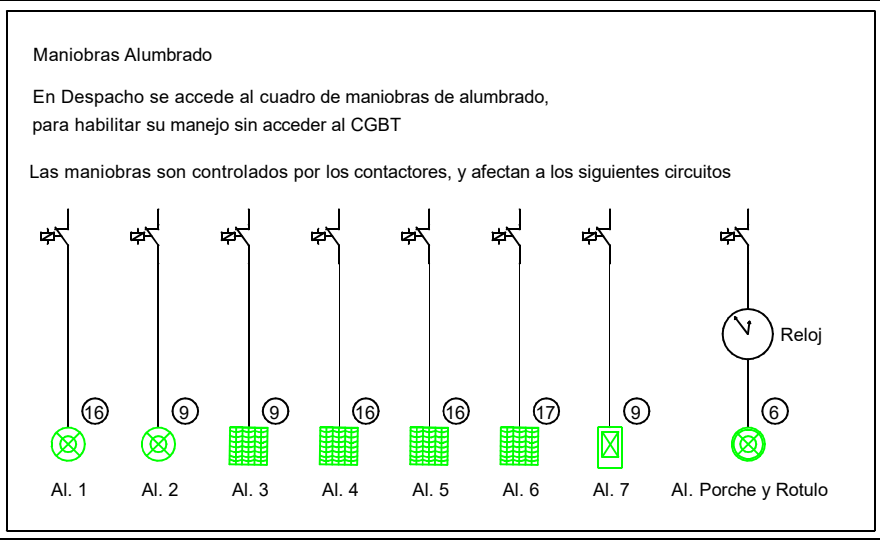 Maniobras Alumbrado
En Despacho se accede al cuadro de maniobras de alumbrado,
para habilitar su manejo sin acceder al CGBT
Las maniobras son controlados por los contactores, y afectan a los siguientes circuitos
Reloj
16 9 9 16 16 17 9 6
Al. 1 Al. 2 Al. 3 Al. 4 Al. 5 Al. 6 Al. 7 Al. Porche y Rotulo